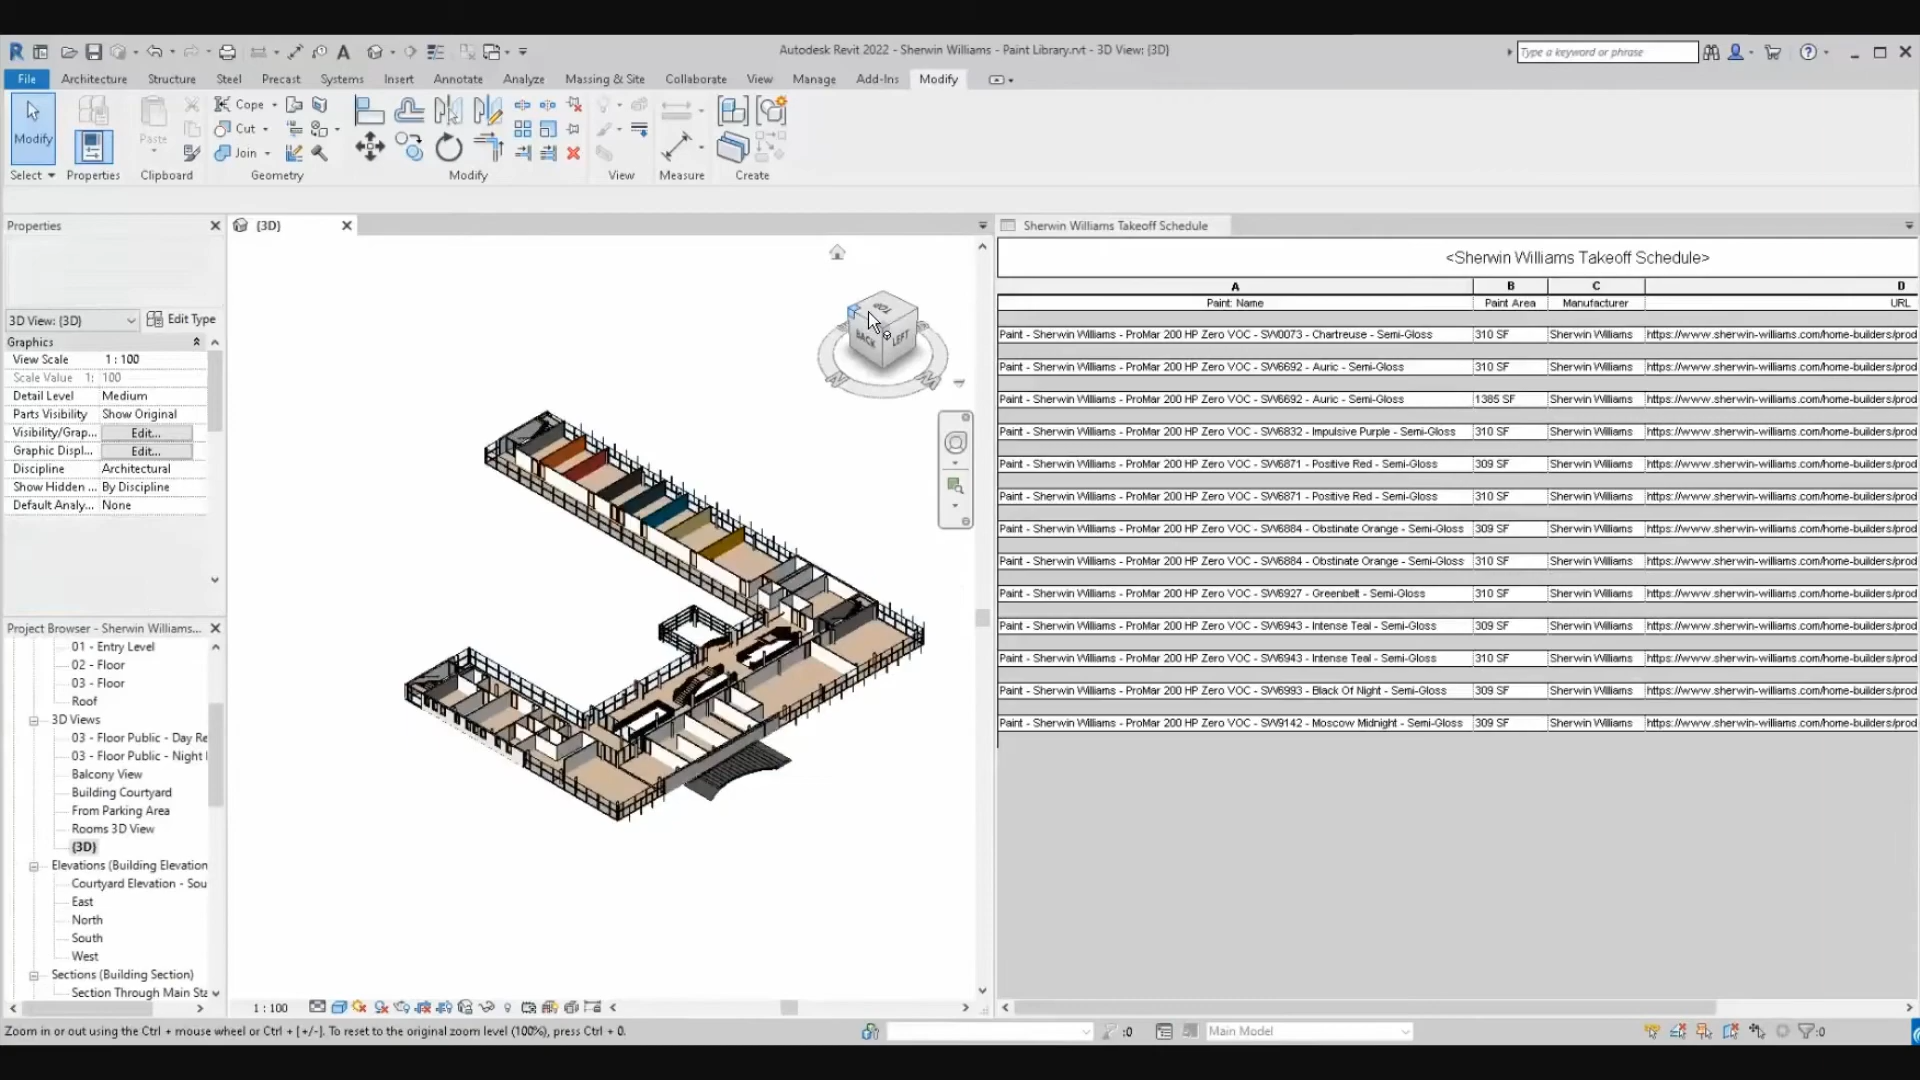 Autodesk Revit 2022 - Sherwin Williams - Paint Library.rvt - 3D View: {3D}
Type a keyword or phrase
File Architecture Structure Steel Precast Systems Insert Annotate Analyze Massing & Site Collaborate View Manage Add-Ins Modify
Modify
Paste
Cope
Cut
Join
Select Properties Clipboard Geometry Modify View Measure Create
Properties
{3D}
Sherwin Williams Takeoff Schedule
3D View: {3D}
Edit Type
Graphics
View Scale 1 : 100
Scale Value 1: 100
Detail Level Medium
Parts Visibility Show Original
Visibility/Grap... Edit...
Graphic Displ... Edit...
Discipline Architectural
Show Hidden ... By Discipline
Default Analy... None
Project Browser - Sherwin Williams...
01 - Entry Level
02 - Floor
03 - Floor
Roof
3D Views
03 - Floor Public - Day Re
03 - Floor Public - Night
Balcony View
Building Courtyard
From Parking Area
Rooms 3D View
{3D}
Elevations (Building Elevation
Courtyard Elevation - Sou
East
North
South
West
Sections (Building Section)
Section Through Main Sta
TOP
BACK
LEFT
N
W
1 : 100
<Sherwin Williams Takeoff Schedule>
A B C D
Paint: Name Paint Area Manufacturer URL
Paint - Sherwin Williams - ProMar 200 HP Zero VOC - SW0073 - Chartreuse - Semi-Gloss 310 SF Sherwin Williams https://www.sherwin-williams.com/home-builders/prod
Paint - Sherwin Williams - ProMar 200 HP Zero VOC - SW6692 - Auric - Semi-Gloss 310 SF Sherwin Williams https://www.sherwin-williams.com/home-builders/prod
Paint - Sherwin Williams - ProMar 200 HP Zero VOC - SW6692 - Auric - Semi-Gloss 1385 SF Sherwin Williams https://www.sherwin-williams.com/home-builders/prod
Paint - Sherwin Williams - ProMar 200 HP Zero VOC - SW6832 - Impulsive Purple - Semi-Gloss 310 SF Sherwin Williams https://www.sherwin-williams.com/home-builders/prod
Paint - Sherwin Williams - ProMar 200 HP Zero VOC - SW6871 - Positive Red - Semi-Gloss 309 SF Sherwin Williams https://www.sherwin-williams.com/home-builders/prod
Paint - Sherwin Williams - ProMar 200 HP Zero VOC - SW6871 - Positive Red - Semi-Gloss 310 SF Sherwin Williams https://www.sherwin-williams.com/home-builders/prod
Paint - Sherwin Williams - ProMar 200 HP Zero VOC - SW6884 - Obstinate Orange - Semi-Gloss 309 SF Sherwin Williams https://www.sherwin-williams.com/home-builders/prod
Paint - Sherwin Williams - ProMar 200 HP Zero VOC - SW6884 - Obstinate Orange - Semi-Gloss 310 SF Sherwin Williams https://www.sherwin-williams.com/home-builders/prod
Paint - Sherwin Williams - ProMar 200 HP Zero VOC - SW6927 - Greenbelt - Semi-Gloss 310 SF Sherwin Williams https://www.sherwin-williams.com/home-builders/prod
Paint - Sherwin Williams - ProMar 200 HP Zero VOC - SW6943 - Intense Teal - Semi-Gloss 309 SF Sherwin Williams https://www.sherwin-williams.com/home-builders/prod
Paint - Sherwin Williams - ProMar 200 HP Zero VOC - SW6943 - Intense Teal - Semi-Gloss 310 SF Sherwin Williams https://www.sherwin-williams.com/home-builders/prod
Paint - Sherwin Williams - ProMar 200 HP Zero VOC - SW6993 - Black Of Night - Semi-Gloss 309 SF Sherwin Williams https://www.sherwin-williams.com/home-builders/prod
Paint - Sherwin Williams - ProMar 200 HP Zero VOC - SW9142 - Moscow Midnight - Semi-Gloss 309 SF Sherwin Williams https://www.sherwin-williams.com/home-builders/prod
Zoom in or out using the Ctrl + mouse wheel or Ctrl + [+/-]. To reset to the original zoom level (100%), press Ctrl + 0.
:0
Main Model
:0